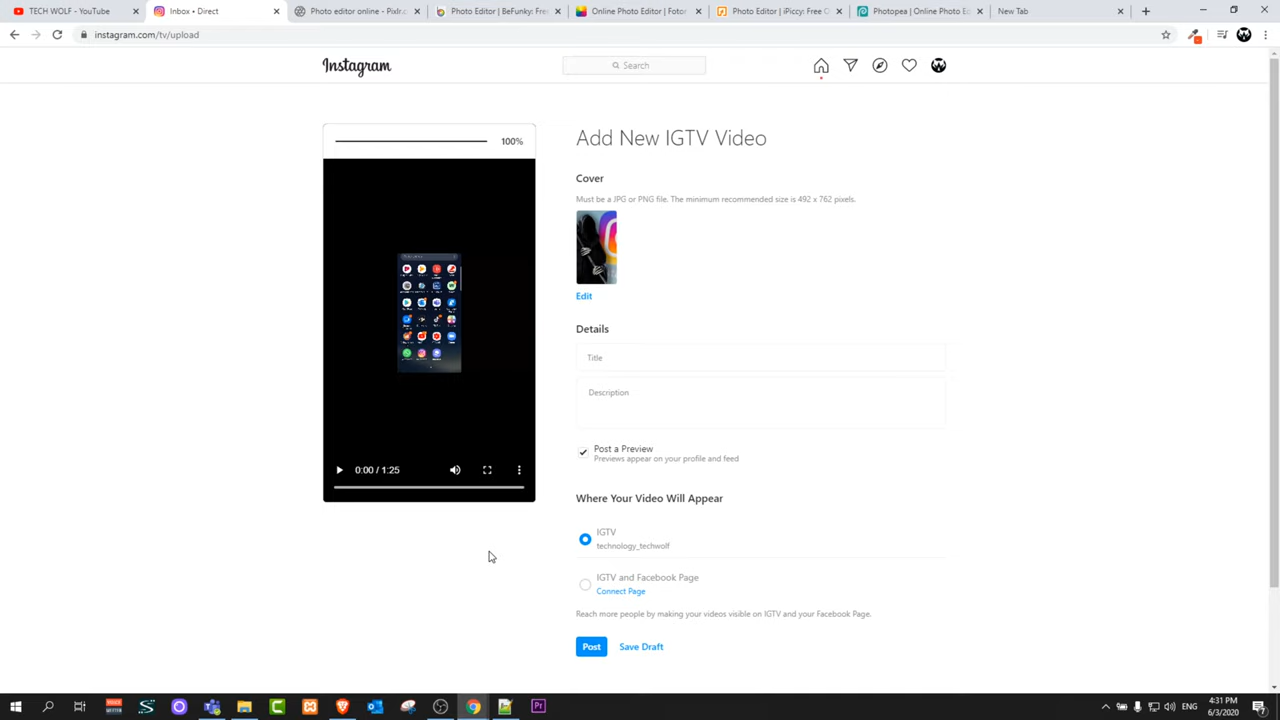 TECH WOLF - YouTube
Inbox • Direct
Photo editor online - Pixlr.c
Photo Editor | BeFunky: Free
Online Photo Editor | Fotor
Photo Editor | iPiccy: Free O
Photopea | Online Photo Ed
New Tab
instagram.com/tv/upload
Instagram
Search
100%
Add New IGTV Video
Cover
Must be a JPG or PNG file. The minimum recommended size is 492 x 762 pixels.
Edit
Details
Title
Description
Post a Preview
Previews appear on your profile and feed
0:00 / 1:25
Where Your Video Will Appear
IGTV
technology_techwolf
IGTV and Facebook Page
Connect Page
Reach more people by making your videos visible on IGTV and your Facebook Page.
Post
Save Draft
ENG
4:31 PM
6/3/2020